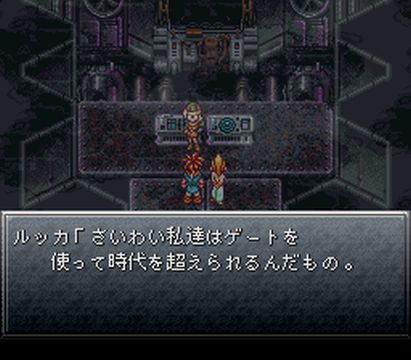 ルッカ「さいわい私達はゲートを
使って時代を超えられるんだもの。